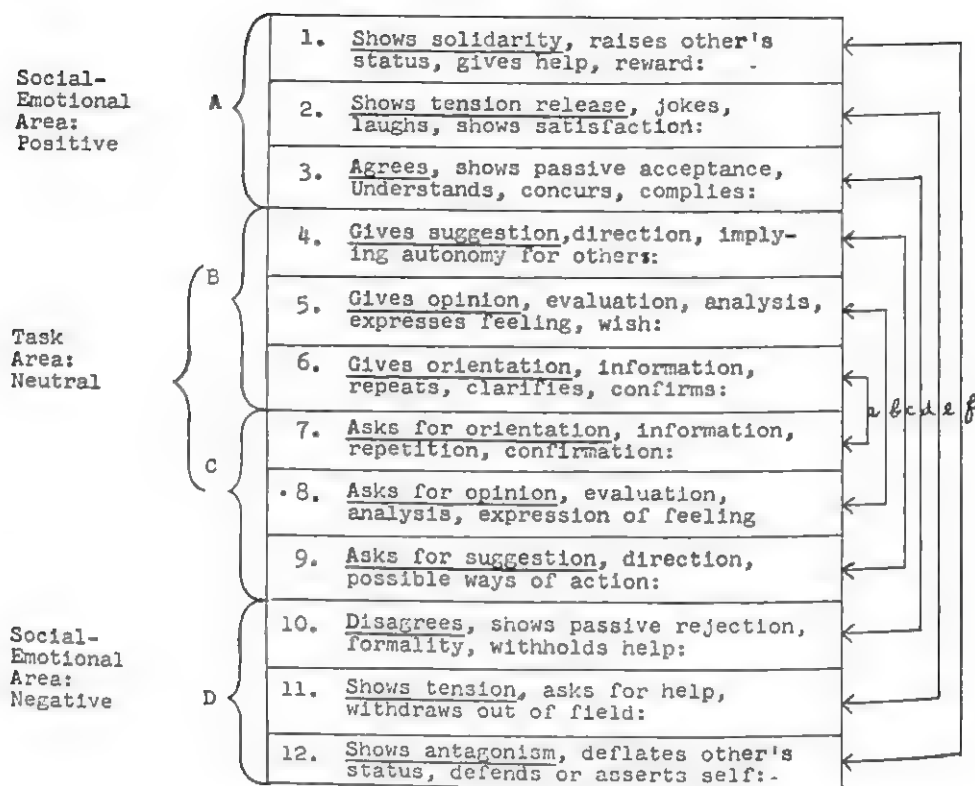 Social-
Emotional
Area:
Positive
A
1. Shows solidarity, raises other's
status, gives help, reward:
2. Shows tension release, jokes,
laughs, shows satisfaction:
3. Agrees, shows passive acceptance,
Understands, concurs, complies:
Task
Area:
Neutral
B
4. Gives suggestion,direction, imply-
ing autonomy for others:
5. Gives opinion, evaluation, analysis,
expresses feeling, wish:
6. Gives orientation, information,
repeats, clarifies, confirms:
C
7. Asks for orientation, information,
repetition, confirmation:
8. Asks for opinion, evaluation,
analysis, expression of feeling
9. Asks for suggestion, direction,
possible ways of action:
Social-
Emotional
Area:
Negative
D
10. Disagrees, shows passive rejection,
formality, withholds help:
11. Shows tension, asks for help,
withdraws out of field:
12. Shows antagonism, deflates other's
status, defends or asserts self:
a b c d e f